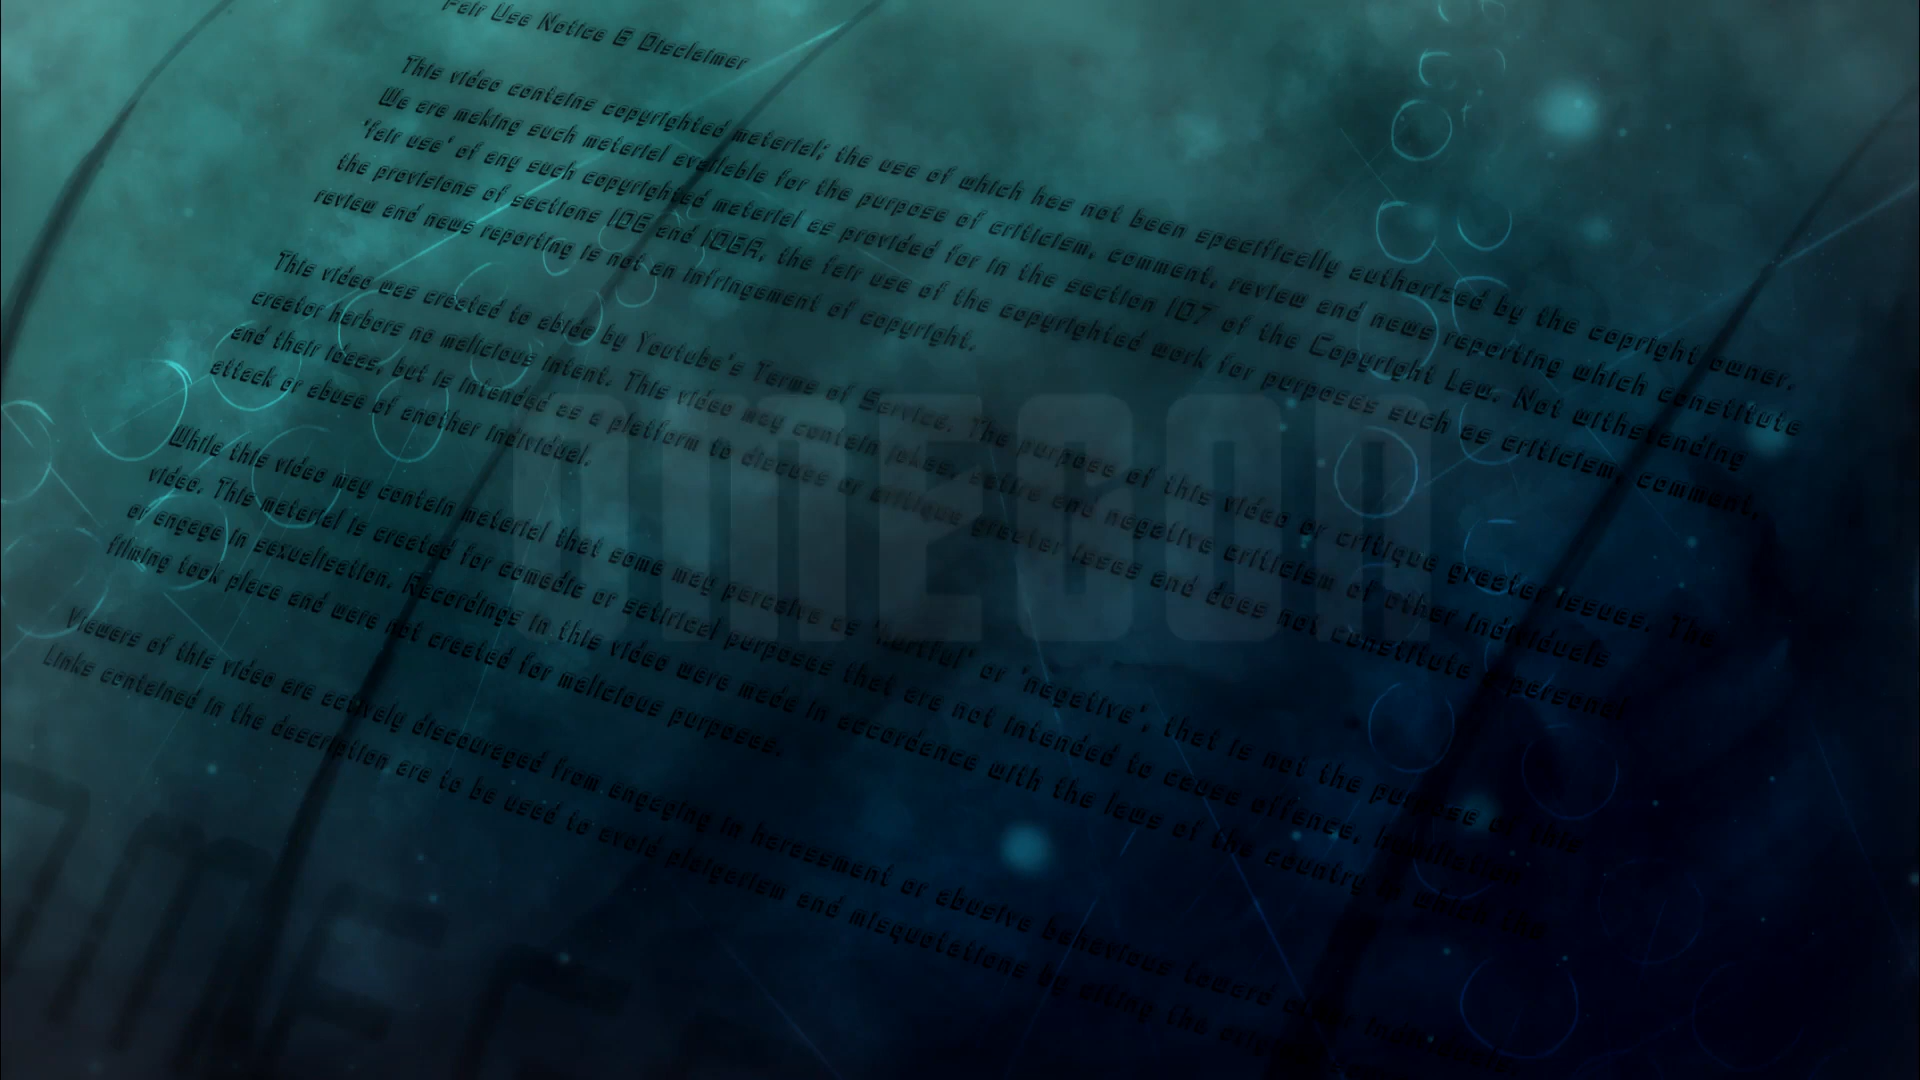 Fair Use Notice & Disclaimer
This video contains copyrighted material; the use of which has not been specifically authorized by the copright owner.
We are making such material available for the purpose of criticism, comment, review and news reporting which constitute
'fair use' of any such copyrighted material as provided for in the section 107 of the Copyright Law. Not withstanding
the provisions of sections 106 and 106A, the fair use of the copyrighted work for purposes such as criticism, comment,
review and news reporting is not an infringement of copyright.
This video was created to abide by Youtube's Terms of Service. The purpose of this video or critique greater issues. The
creator harbors no malicious intent. This video may contain jokes, satire and negative criticism of other individuals
and their ideas, but is intended as a platform to discuss or critique greater isses and does not constitute a personal
attack or abuse of another individual.
While this video may contain material that some may perceive as 'hurtful' or 'negative', that is not the purpose of this
video. This material is created for comedic or satirical purposes that are not intended to cause offence, humiliation
or engage in sexualisation. Recordings in this video were made in accordance with the laws of the country in which the
filming took place and were not created for malicious purposes.
Viewers of this video are actively discouraged from engaging in harassment or abusive behaviour toward other individuals
Links contained in the description are to be used to avoid plaigarism and misquotations by citing the
OMEGON